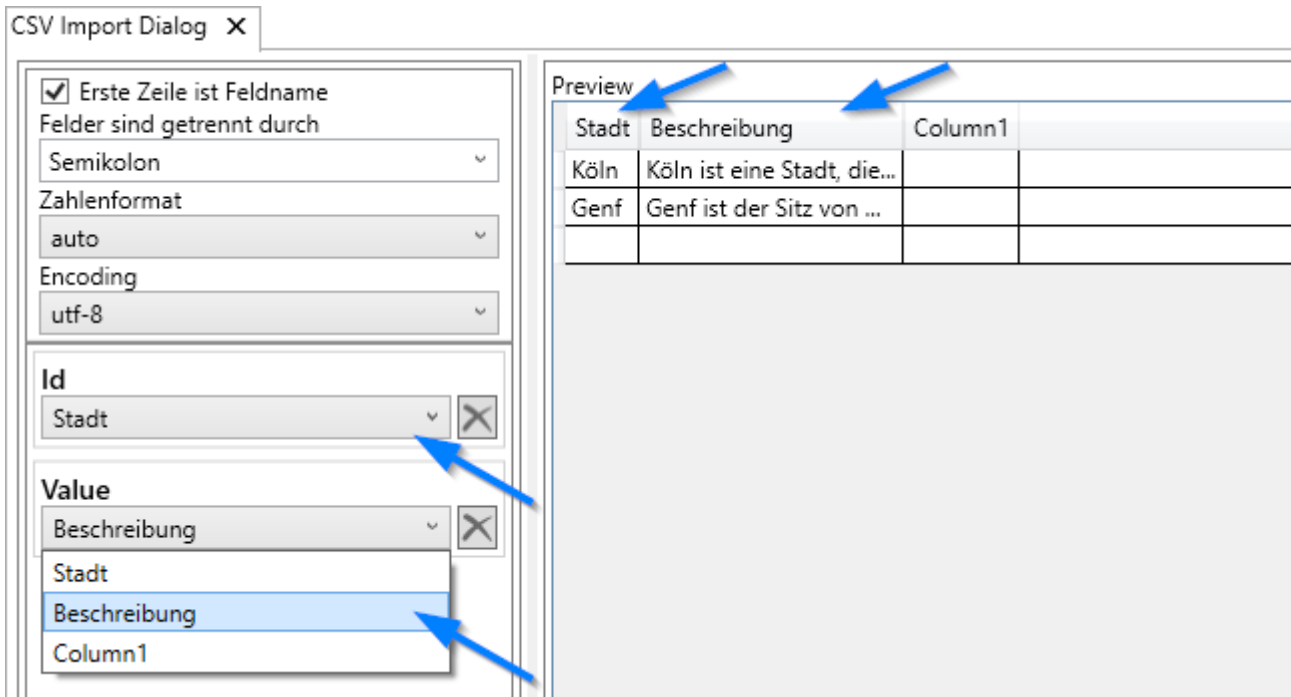 CSV Import Dialog
Erste Zeile ist Feldname
Felder sind getrennt durch
Semikolon
Zahlenformat
auto
Encoding
utf-8
Id
Stadt
Value
Beschreibung
Stadt
Beschreibung
Column1
Preview
Stadt Beschreibung Column1
Köln Köln ist eine Stadt, die...
Genf Genf ist der Sitz von ...